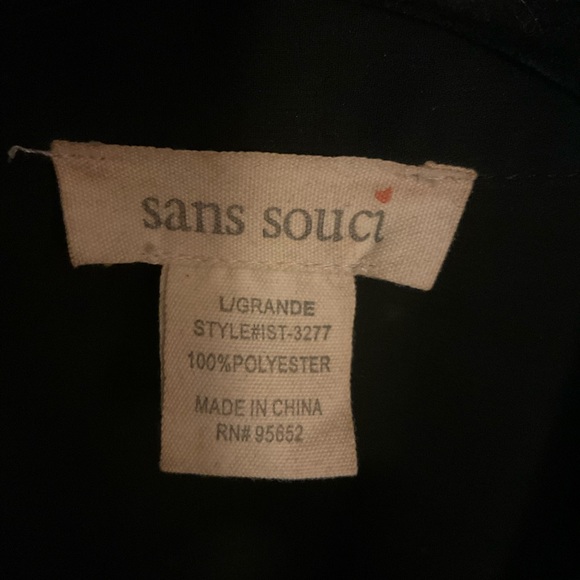 sans souci
L/GRANDE
STYLE#IST-3277
100%POLYESTER
MADE IN CHINA
RN# 95652